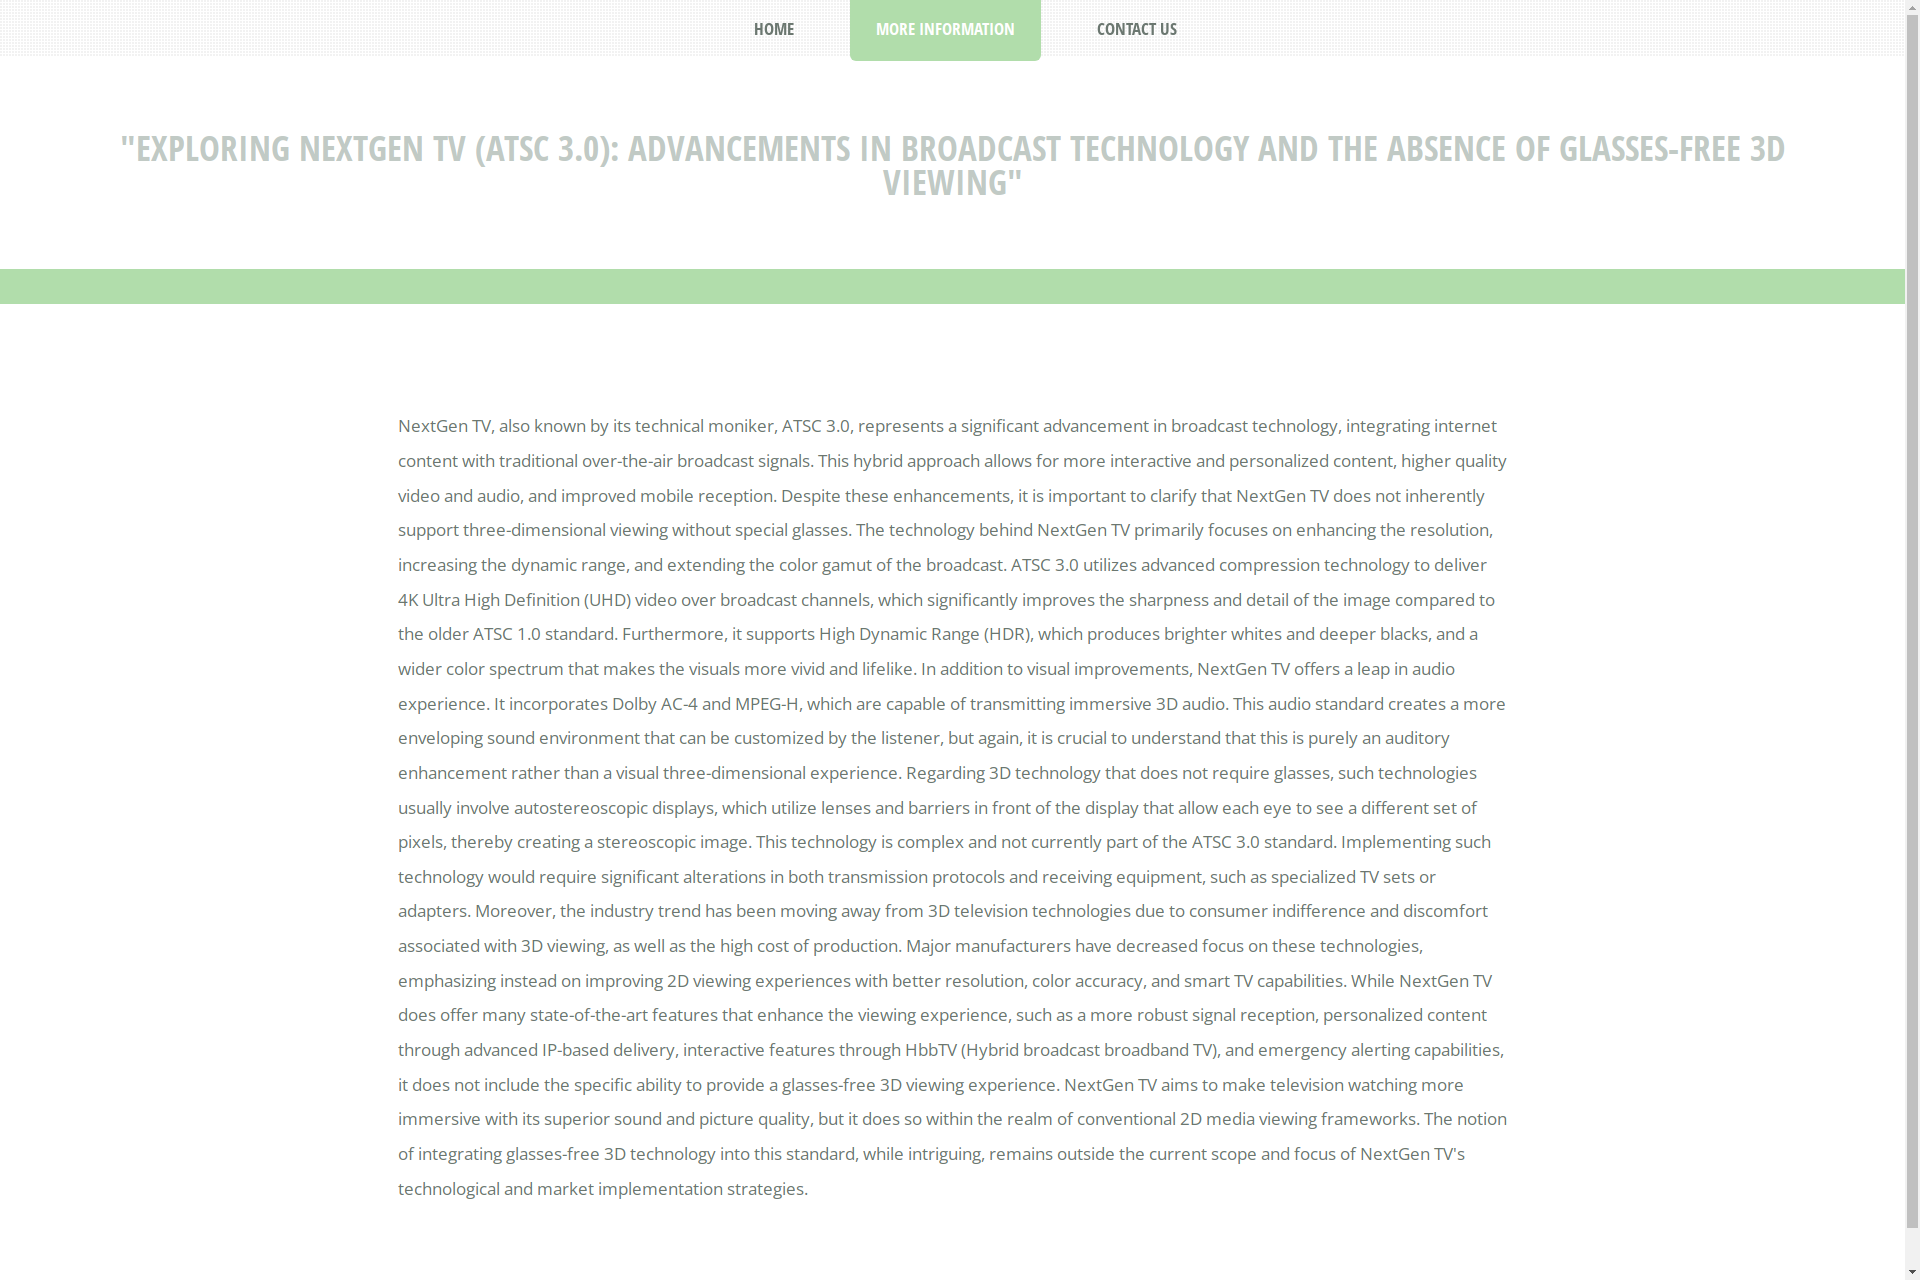 HOME
MORE INFORMATION
CONTACT US
"EXPLORING NEXTGEN TV (ATSC 3.0): ADVANCEMENTS IN BROADCAST TECHNOLOGY AND THE ABSENCE OF GLASSES-FREE 3D
VIEWING"
NextGen TV, also known by its technical moniker, ATSC 3.0, represents a significant advancement in broadcast technology, integrating internet
content with traditional over-the-air broadcast signals. This hybrid approach allows for more interactive and personalized content, higher quality
video and audio, and improved mobile reception. Despite these enhancements, it is important to clarify that NextGen TV does not inherently
support three-dimensional viewing without special glasses. The technology behind NextGen TV primarily focuses on enhancing the resolution,
increasing the dynamic range, and extending the color gamut of the broadcast. ATSC 3.0 utilizes advanced compression technology to deliver
4K Ultra High Definition (UHD) video over broadcast channels, which significantly improves the sharpness and detail of the image compared to
the older ATSC 1.0 standard. Furthermore, it supports High Dynamic Range (HDR), which produces brighter whites and deeper blacks, and a
wider color spectrum that makes the visuals more vivid and lifelike. In addition to visual improvements, NextGen TV offers a leap in audio
experience. It incorporates Dolby AC-4 and MPEG-H, which are capable of transmitting immersive 3D audio. This audio standard creates a more
enveloping sound environment that can be customized by the listener, but again, it is crucial to understand that this is purely an auditory
enhancement rather than a visual three-dimensional experience. Regarding 3D technology that does not require glasses, such technologies
usually involve autostereoscopic displays, which utilize lenses and barriers in front of the display that allow each eye to see a different set of
pixels, thereby creating a stereoscopic image. This technology is complex and not currently part of the ATSC 3.0 standard. Implementing such
technology would require significant alterations in both transmission protocols and receiving equipment, such as specialized TV sets or
adapters. Moreover, the industry trend has been moving away from 3D television technologies due to consumer indifference and discomfort
associated with 3D viewing, as well as the high cost of production. Major manufacturers have decreased focus on these technologies,
emphasizing instead on improving 2D viewing experiences with better resolution, color accuracy, and smart TV capabilities. While NextGen TV
does offer many state-of-the-art features that enhance the viewing experience, such as a more robust signal reception, personalized content
through advanced IP-based delivery, interactive features through HbbTV (Hybrid broadcast broadband TV), and emergency alerting capabilities,
it does not include the specific ability to provide a glasses-free 3D viewing experience. NextGen TV aims to make television watching more
immersive with its superior sound and picture quality, but it does so within the realm of conventional 2D media viewing frameworks. The notion
of integrating glasses-free 3D technology into this standard, while intriguing, remains outside the current scope and focus of NextGen TV's
technological and market implementation strategies.